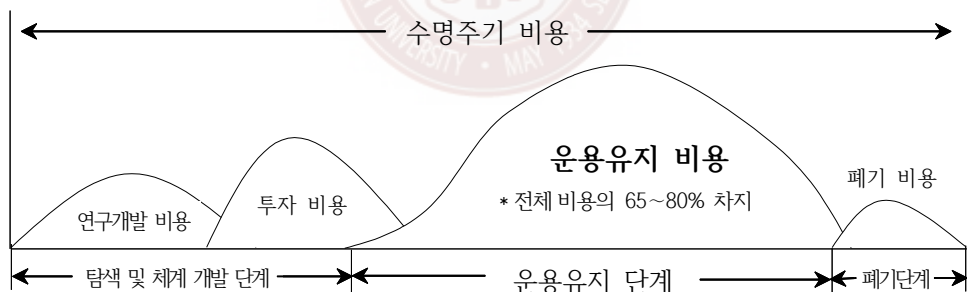 수명주기 비용
UNIVERSITY • MAY
운용유지 비용
* 전체 비용의 65~80% 차지
폐기 비용
투자 비용
연구개발 비용
탐색 및 체계 개발 단계
운용유지 단계
폐기단계